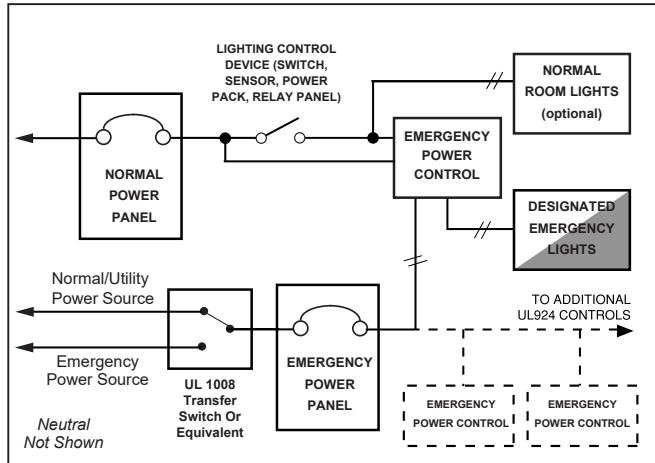 LIGHTING CONTROL
DEVICE (SWITCH,
SENSOR, POWER
PACK, RELAY PANEL)
NORMAL
ROOM LIGHTS
(optional)
EMERGENCY
POWER
CONTROL
NORMAL
POWER
PANEL
DESIGNATED
EMERGENCY
LIGHTS
Normal/Utility
Power Source
Emergency
Power Source
UL 1008
Transfer
Switch Or
Equivalent
EMERGENCY
POWER
PANEL
TO ADDITIONAL
UL924 CONTROLS
EMERGENCY
POWER CONTROL
EMERGENCY
POWER CONTROL
Neutral
Not Shown